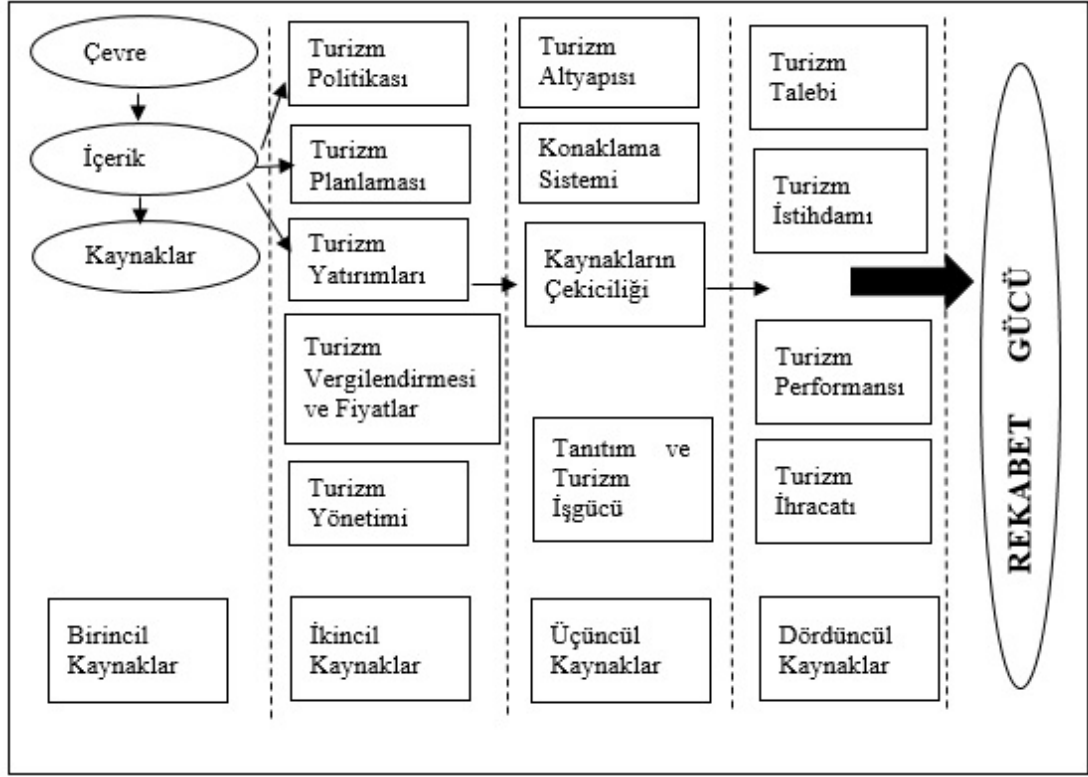 Çevre
İçerik
Kaynaklar
Birincil
Kaynaklar
Turizm
Politikası
Turizm
Planlaması
Turizm
Yatırımları
Turizm
Vergilendirmesi
ve Fiyatlar
Turizm
Yönetimi
İkincil
Kaynaklar
Turizm
Altyapısı
Konaklama
Sistemi
Kaynakların
Çekiciliği
Tanıtım ve
Turizm
İşgücü
Üçüncül
Kaynaklar
Turizm
Talebi
Turizm
İstihdamı
Turizm
Performansı
Turizm
İhracatı
Dördüncül
Kaynaklar
REKABET GÜCÜ